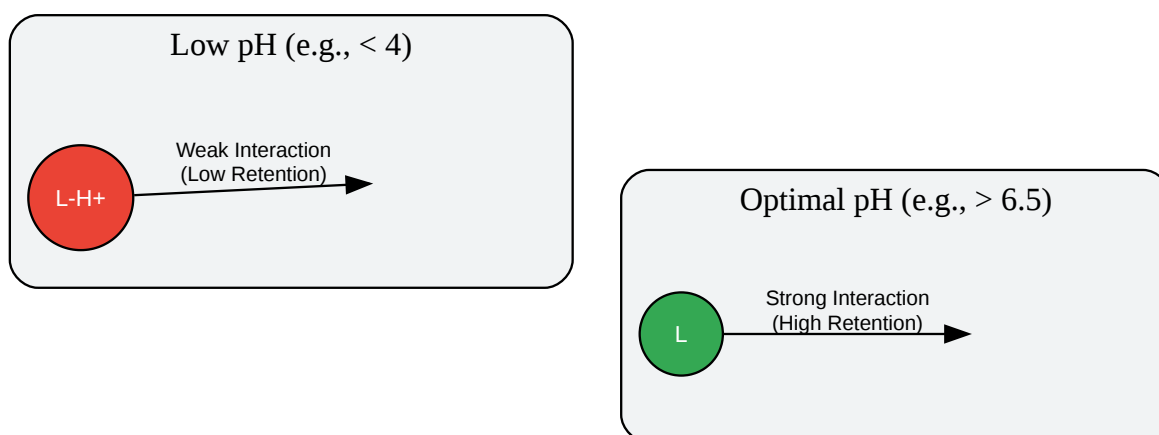 Low pH (e.g., < 4)
Weak Interaction
(Low Retention)
L-H+
Optimal pH (e.g., > 6.5)
Strong Interaction
(High Retention)
L